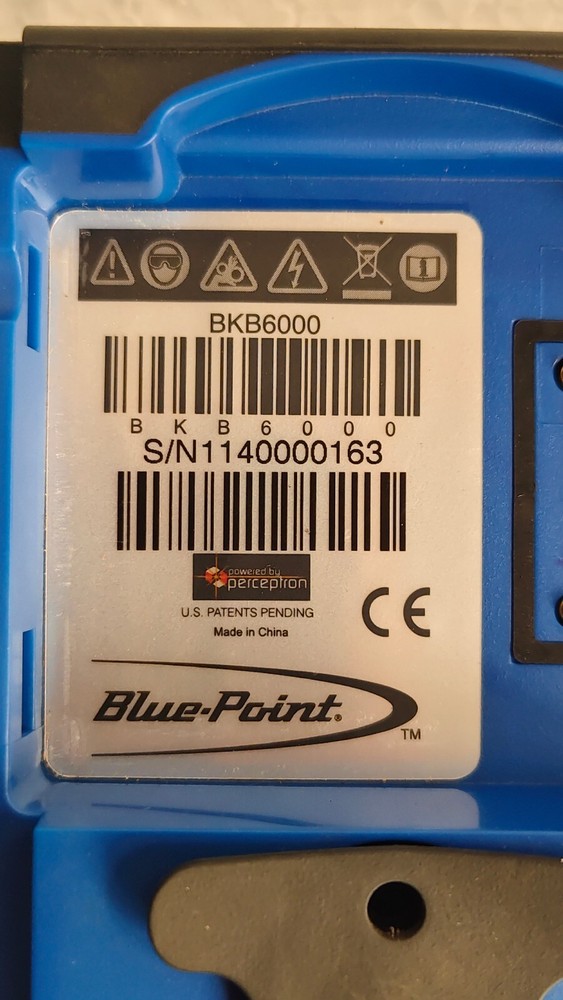 BKB6000
B K B 6 0 0 0
S/N1140000163
powered by
perceptron
U.S. PATENTS PENDING
Made in China
CE
Blue-Point®
TM